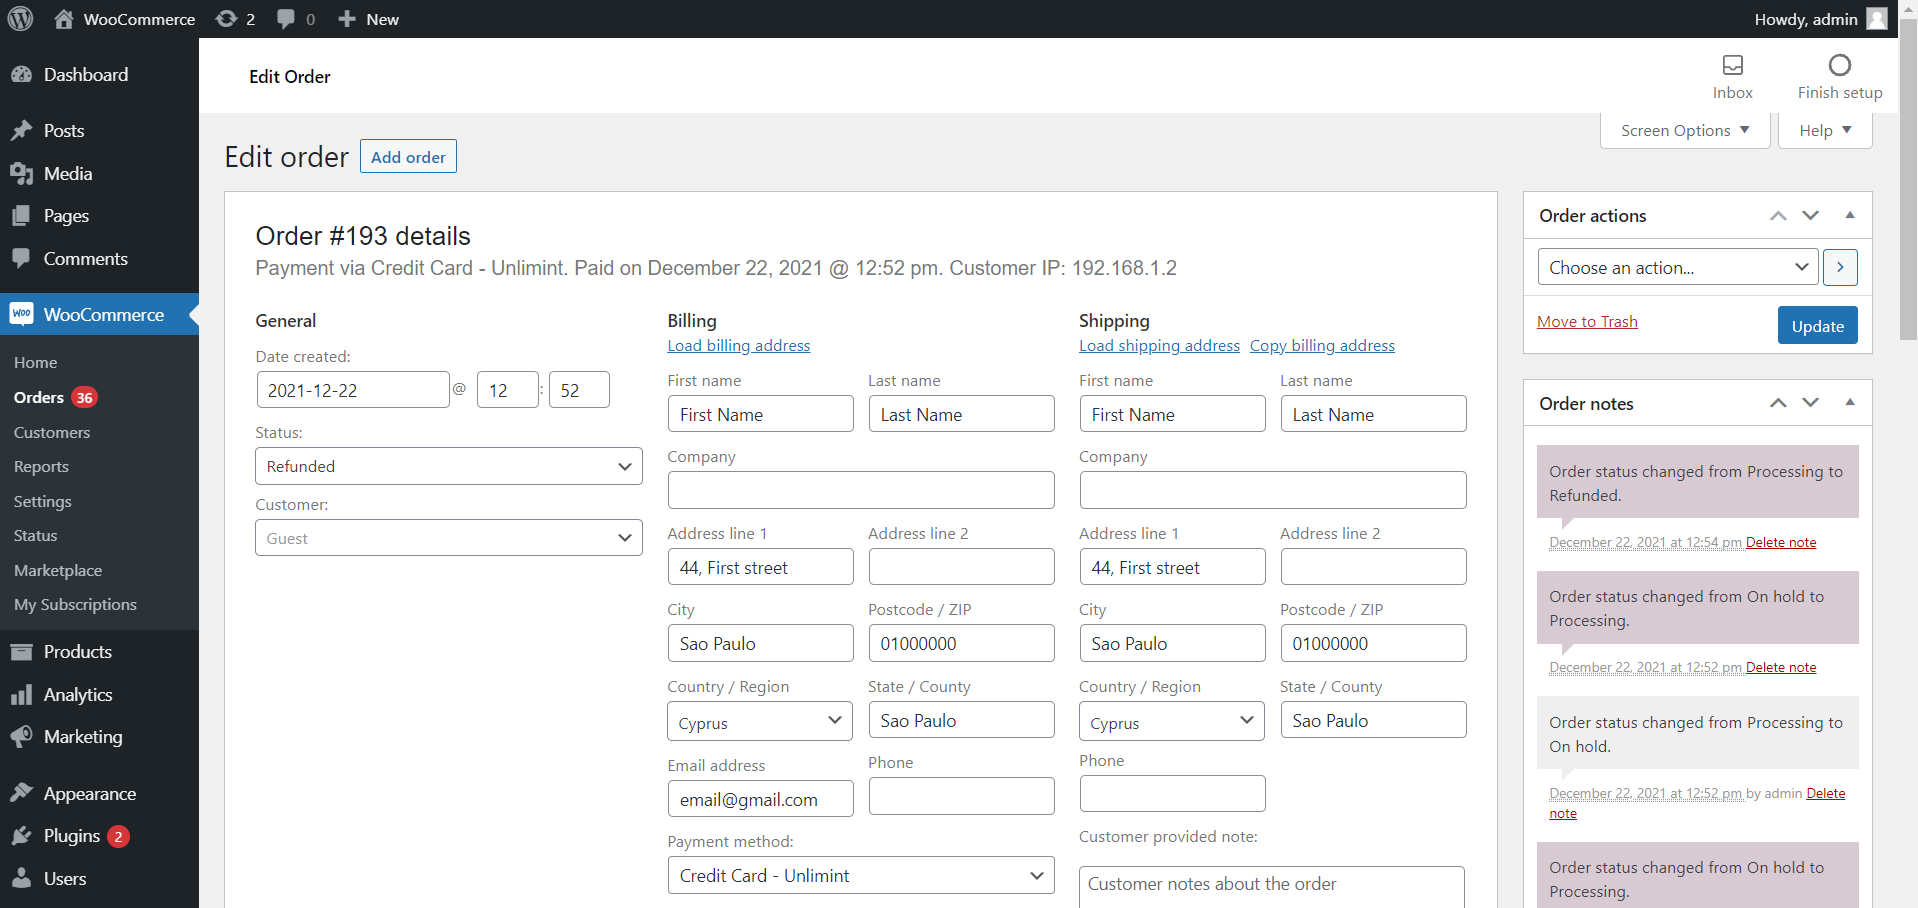 WooCommerce 2 0 New
Howdy, admin
Dashboard
Posts
Media
Pages
Comments
Woo WooCommerce
Home
Orders 36
Customers
Reports
Settings
Status
Marketplace
My Subscriptions
Products
Analytics
Marketing
Appearance
Plugins 2
Users
Edit Order
Inbox
Finish setup
Screen Options
Help
Edit order
Add order
Order #193 details
Payment via Credit Card - Unlimint. Paid on December 22, 2021 @ 12:52 pm. Customer IP: 192.168.1.2
General
Date created:
2021-12-22 @ 12 : 52
Status:
Refunded
Customer:
Guest
Billing
Load billing address
First name Last name
First Name Last Name
Company
Address line 1 Address line 2
44, First street
City Postcode / ZIP
Sao Paulo 01000000
Country / Region State / County
Cyprus Sao Paulo
Email address Phone
email@gmail.com
Payment method:
Credit Card - Unlimint
Shipping
Load shipping address Copy billing address
First name Last name
First Name Last Name
Company
Address line 1 Address line 2
44, First street
City Postcode / ZIP
Sao Paulo 01000000
Country / Region State / County
Cyprus Sao Paulo
Phone
Customer provided note:
Customer notes about the order
Order actions
Choose an action...
Move to Trash
Update
Order notes
Order status changed from Processing to
Refunded.
December 22, 2021 at 12:54 pm Delete note
Order status changed from On hold to
Processing.
December 22, 2021 at 12:52 pm Delete note
Order status changed from Processing to
On hold.
December 22, 2021 at 12:52 pm by admin Delete
note
Order status changed from On hold to
Processing.